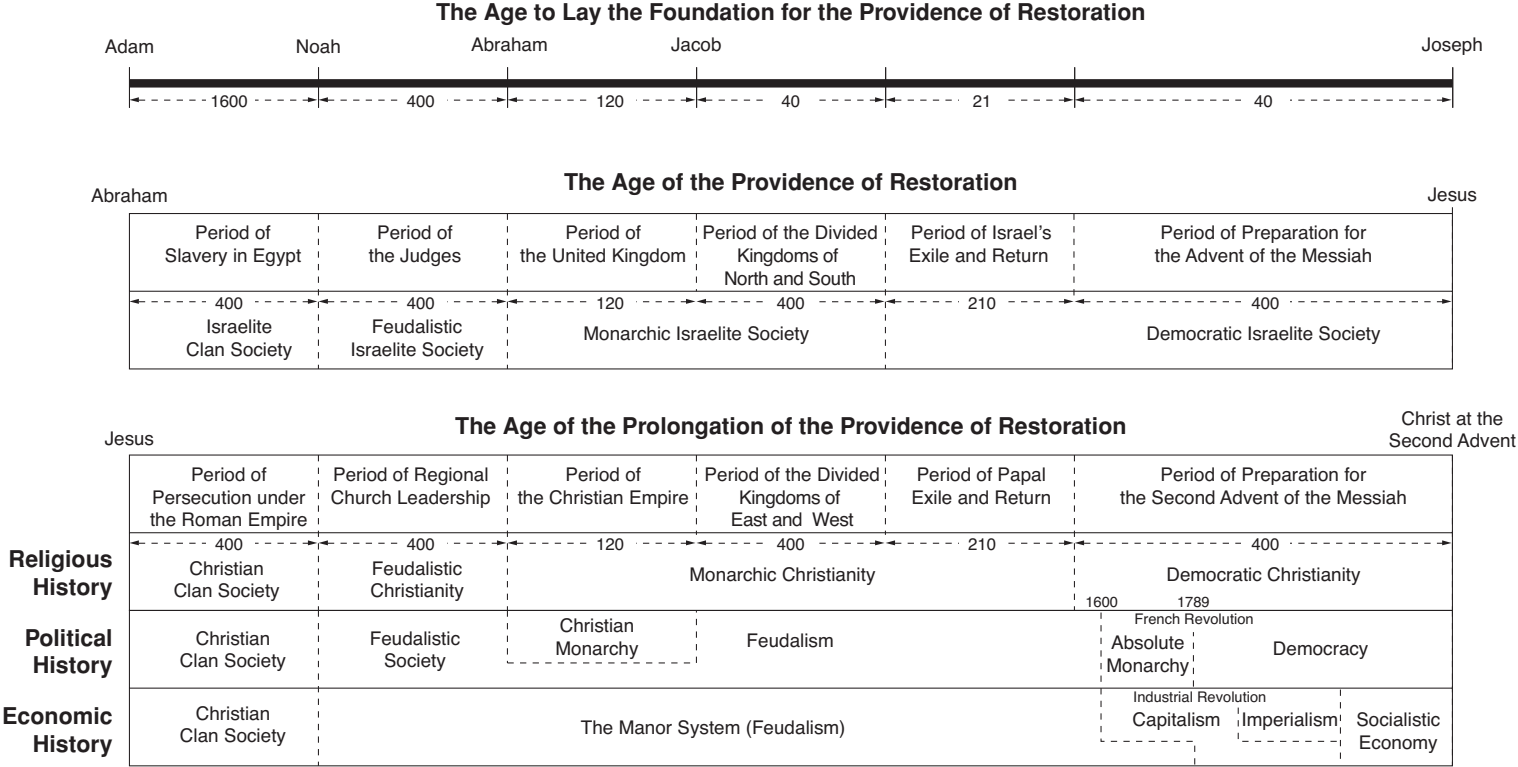 The Age to Lay the Foundation for the Providence of Restoration
Adam Noah Abraham Jacob Joseph
1600 400 120 40 21 40
The Age of the Providence of Restoration
Abraham Jesus
Period of Period of Period of Period of the Divided Period of Israel’s Period of Preparation for
Slavery in Egypt the Judges the United Kingdom Kingdoms of Exile and Return the Advent of the Messiah
North and South
400 400 120 400 210 400
Israelite Feudalistic Monarchic Israelite Society Democratic Israelite Society
Clan Society Israelite Society
The Age of the Prolongation of the Providence of Restoration
Jesus Christ at the
Second Advent
Period of Period of Regional Period of Period of the Divided Period of Papal Period of Preparation for
Persecution under Church Leadership the Christian Empire Kingdoms of Exile and Return the Second Advent of the Messiah
the Roman Empire East and West
400 400 120 400 210 400
Religious
History
Christian Feudalistic Monarchic Christianity Democratic Christianity
Clan Society Christianity
1600 1789
Political
History
Christian Feudalistic Christian Feudalism French Revolution
Clan Society Society Monarchy Absolute Democracy
Monarchy
Economic
History
Christian The Manor System (Feudalism) Industrial Revolution
Clan Society Capitalism Imperialism Socialistic
Economy